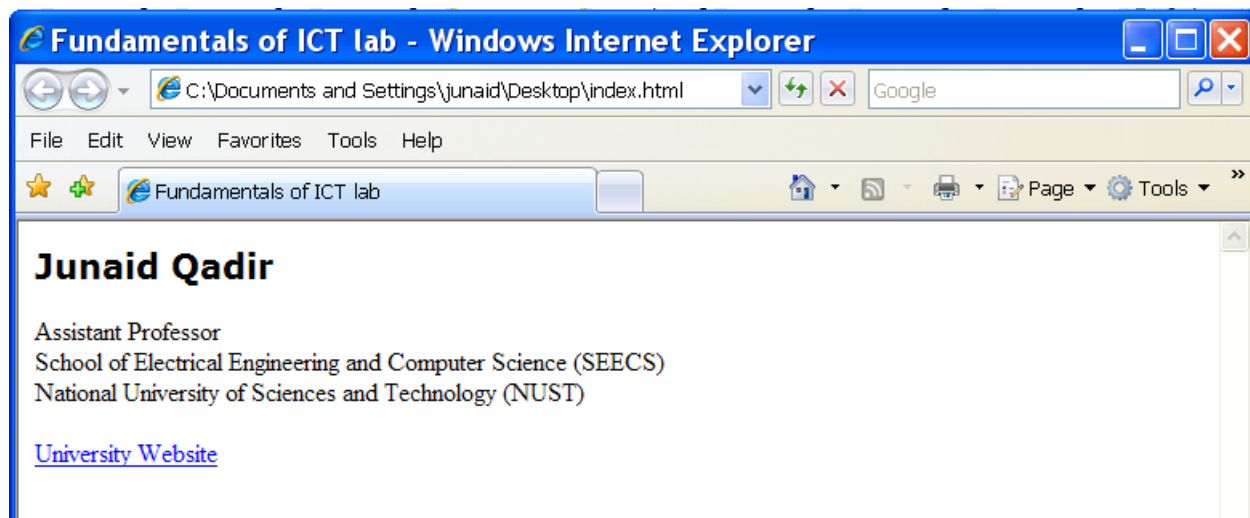 Fundamentals of ICT lab - Windows Internet Explorer
C:\Documents and Settings\junaid\Desktop\index.html Google
File Edit View Favorites Tools Help
Fundamentals of ICT lab Page Tools »
Junaid Qadir
Assistant Professor
School of Electrical Engineering and Computer Science (SEECS)
National University of Sciences and Technology (NUST)
University Website